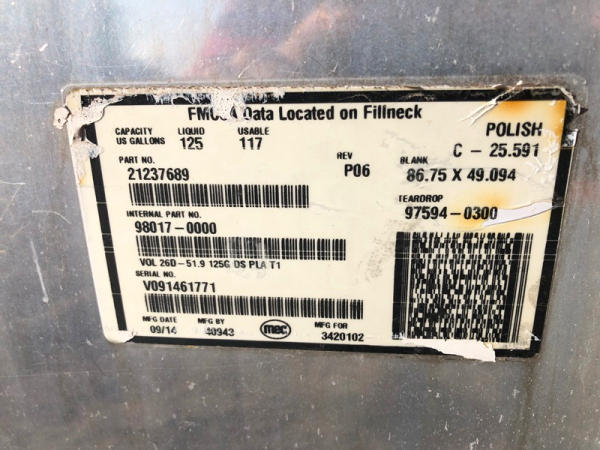 Data Located on Fillneck
CAPACITY US GALLONS
LIQUID 125
USABLE 117
POLISH
C - 25.591
PART NO.
21237689
REV
P06
BLANK
86.75 X 49.094
TEARDROP
97594-0300
INTERNAL PART NO.
98017-0000
VOL 26D-51.9 125G DS PLA T1
SERIAL NO.
V091461771
MFG DATE
09/14
MFG BY
40943
mec
MFG FOR
3420102